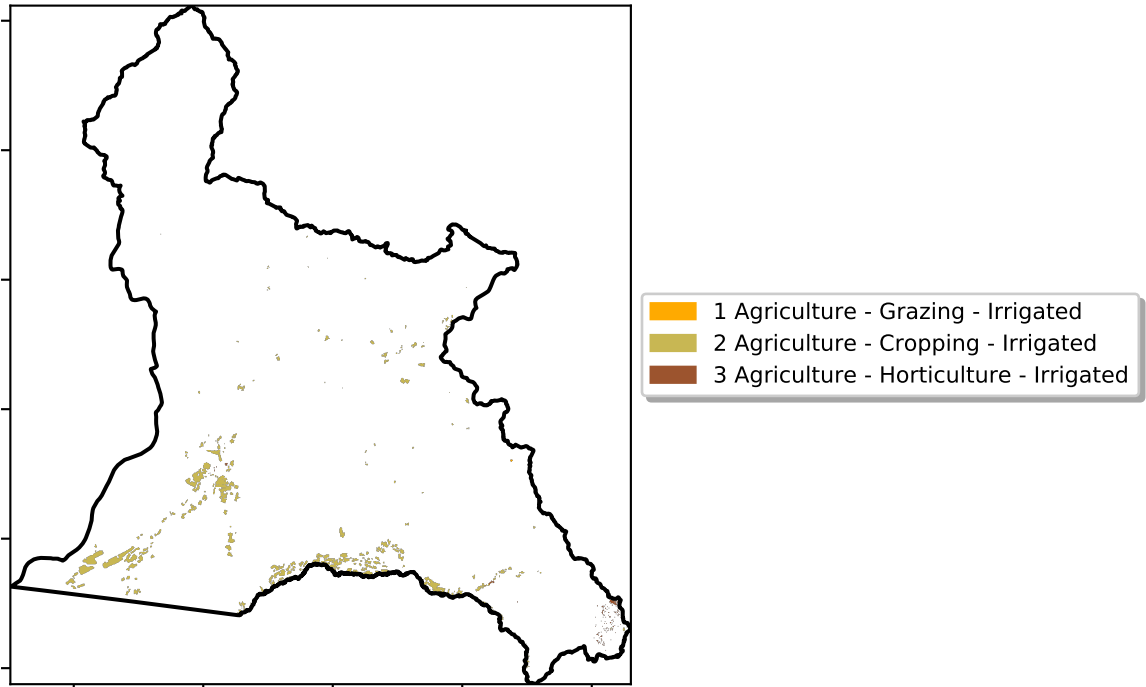 1 Agriculture - Grazing - Irrigated
2 Agriculture - Cropping - Irrigated
3 Agriculture - Horticulture - Irrigated